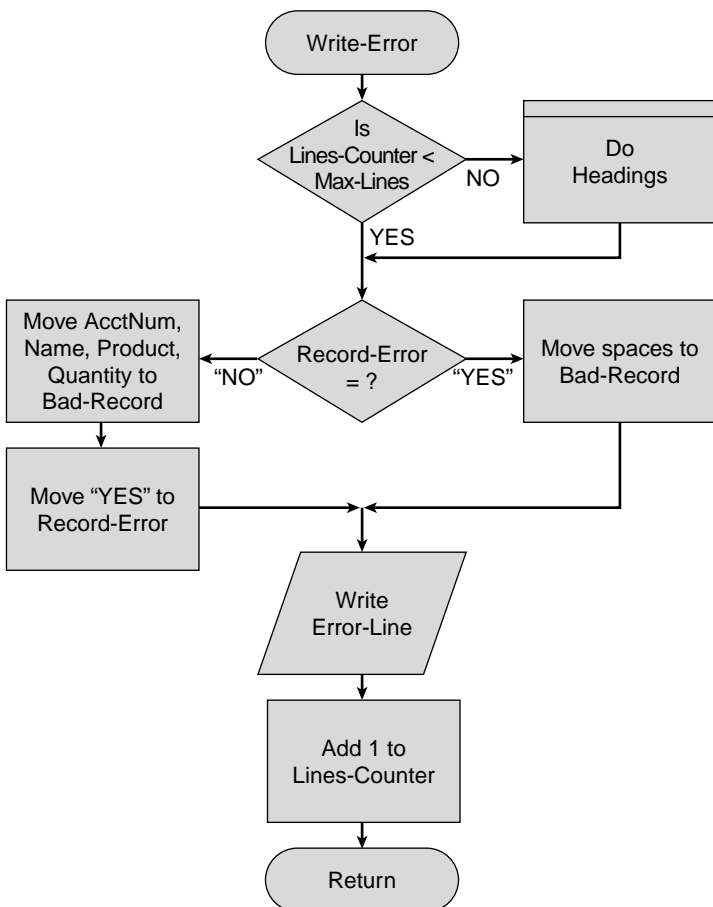 Write-Error
Is
Lines-Counter <
Max-Lines
NO
Do
Headings
YES
Move AcctNum,
Name, Product,
Quantity to
Bad-Record
“NO”
Record-Error
= ?
“YES”
Move spaces to
Bad-Record
Move “YES” to
Record-Error
Write
Error-Line
Add 1 to
Lines-Counter
Return